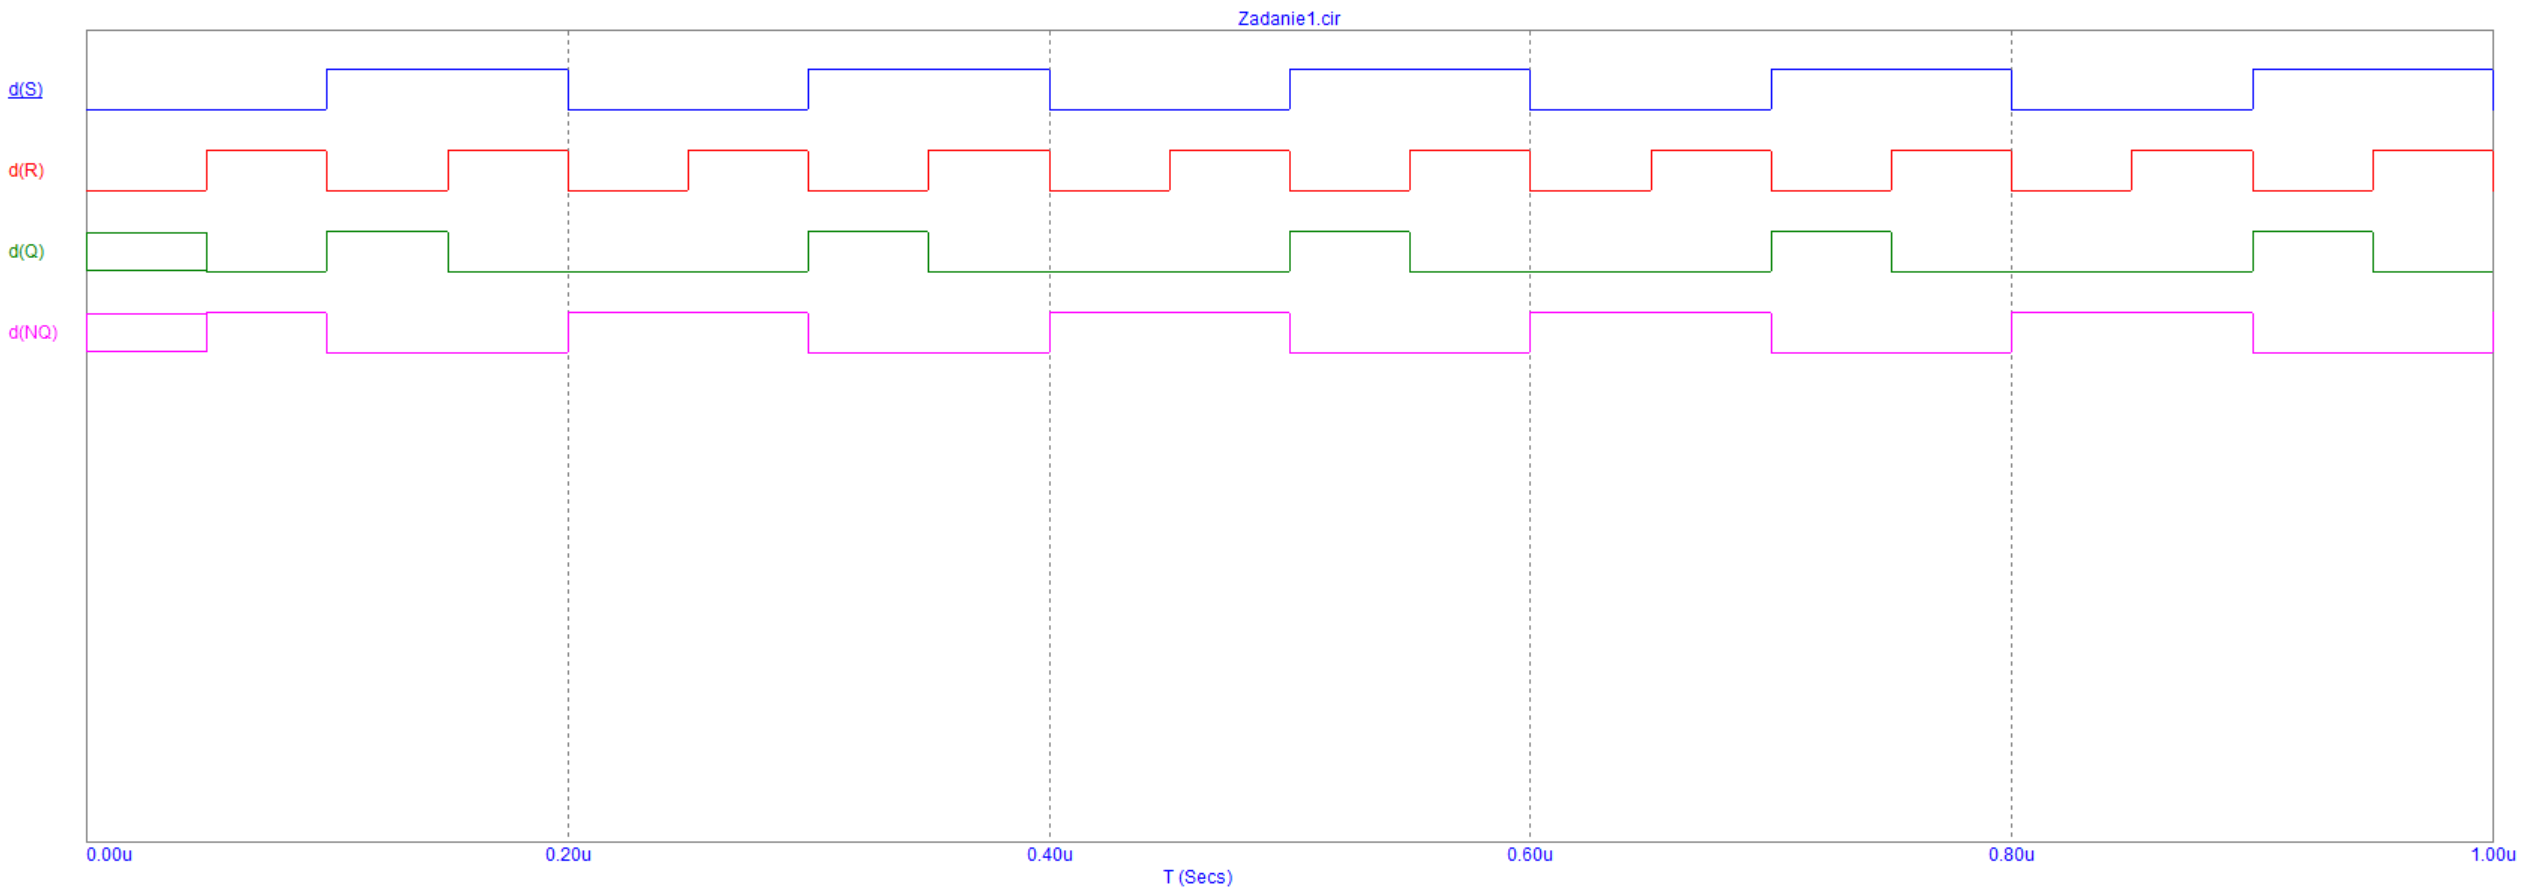 Zadanie1.cir
d(S)
d(R)
d(Q)
d(NQ)
0.00u 0.20u 0.40u 0.60u 0.80u 1.00u
T (Secs)